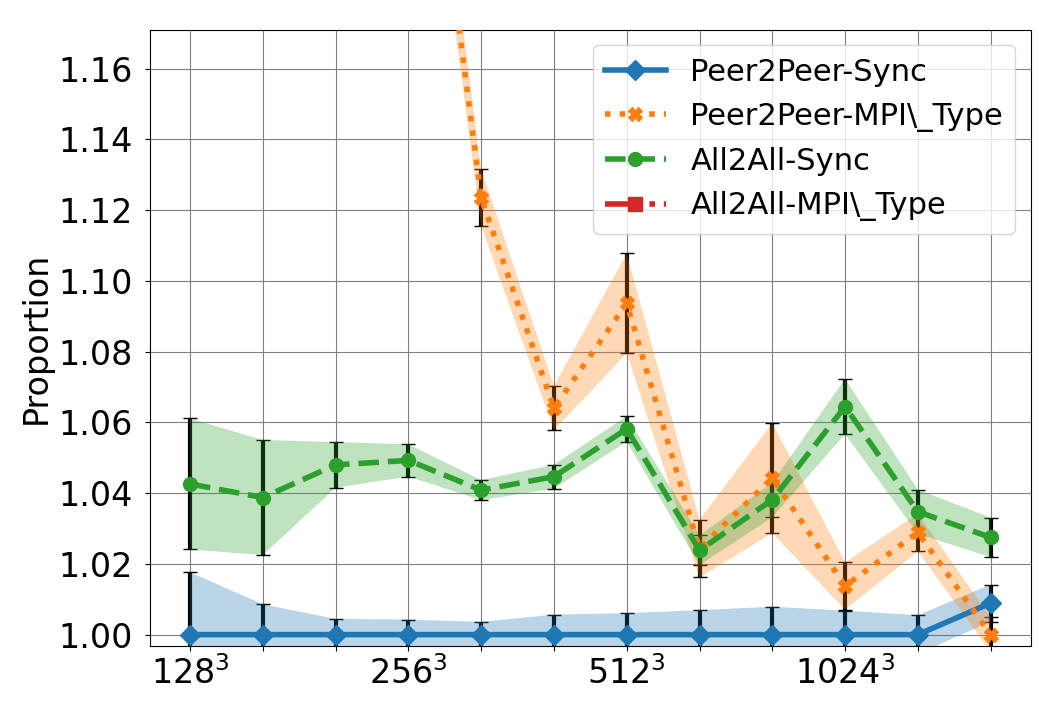 1.16
1.14
1.12
1.10
1.08
1.06
1.04
1.02
1.00
Proportion
Peer2Peer-Sync
Peer2Peer-MPI\_Type
All2All-Sync
All2All-MPI\_Type
128³ 256³ 512³ 1024³